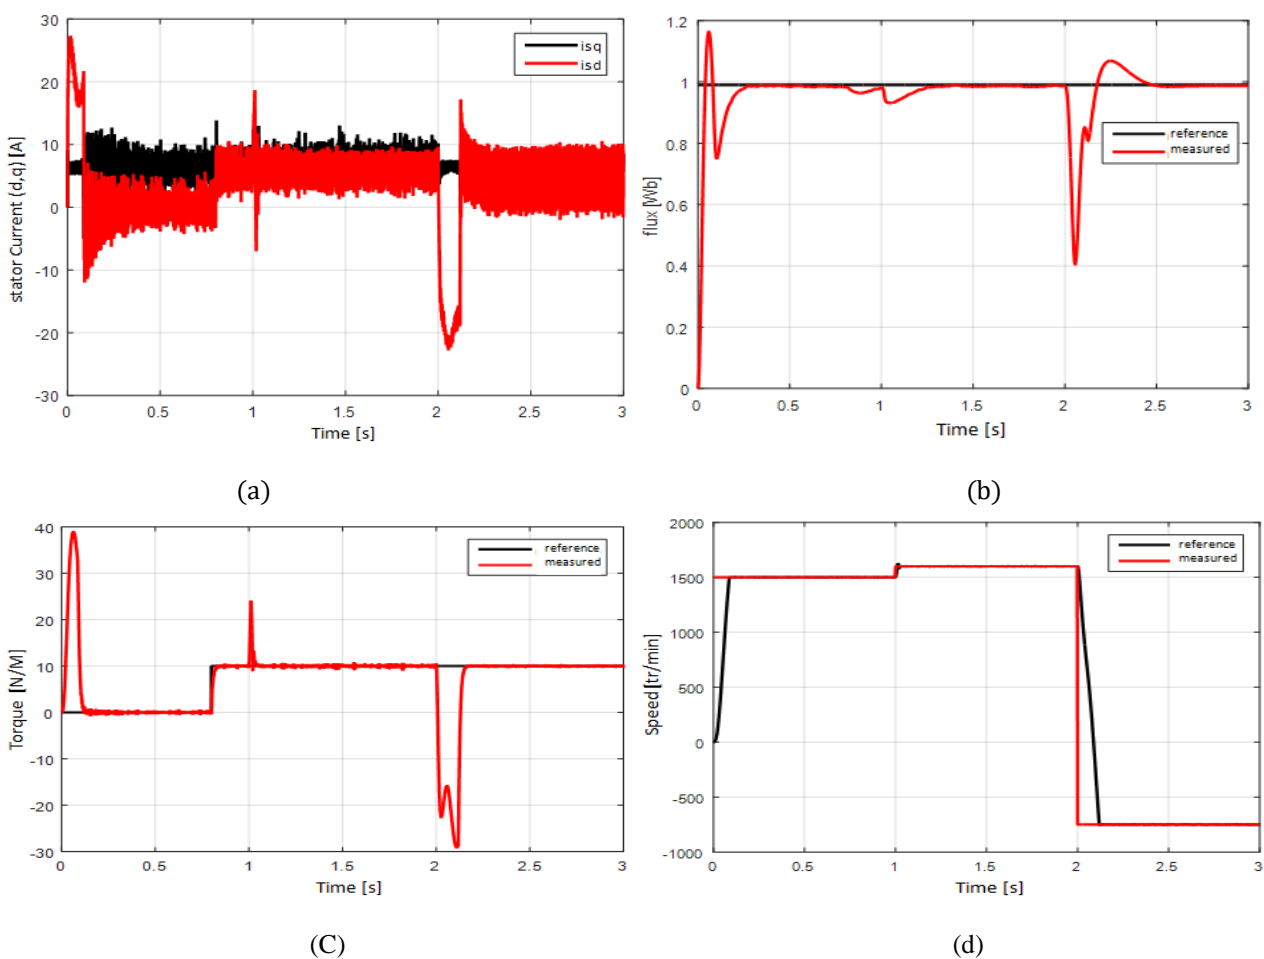 30
20
10
0
-10
-20
-30
0 0.5 1 1.5 2 2.5 3
stator Current (d,q) [A]
Time [s]
isq
isd
(a)
1.2
1
0.8
0.6
0.4
0.2
0
0.5 1 1.5 2 2.5 3
flux [Wb]
Time [s]
reference
measured
(b)
40
30
20
10
0
-10
-20
-30
0 0.5 1 1.5 2 2.5 3
Torque [N/M]
Time [s]
reference
measured
(C)
2000
1500
1000
500
0
-500
-1000
0 0.5 1 1.5 2 2.5 3
Speed [tr/min]
Time [s]
reference
measured
(d)